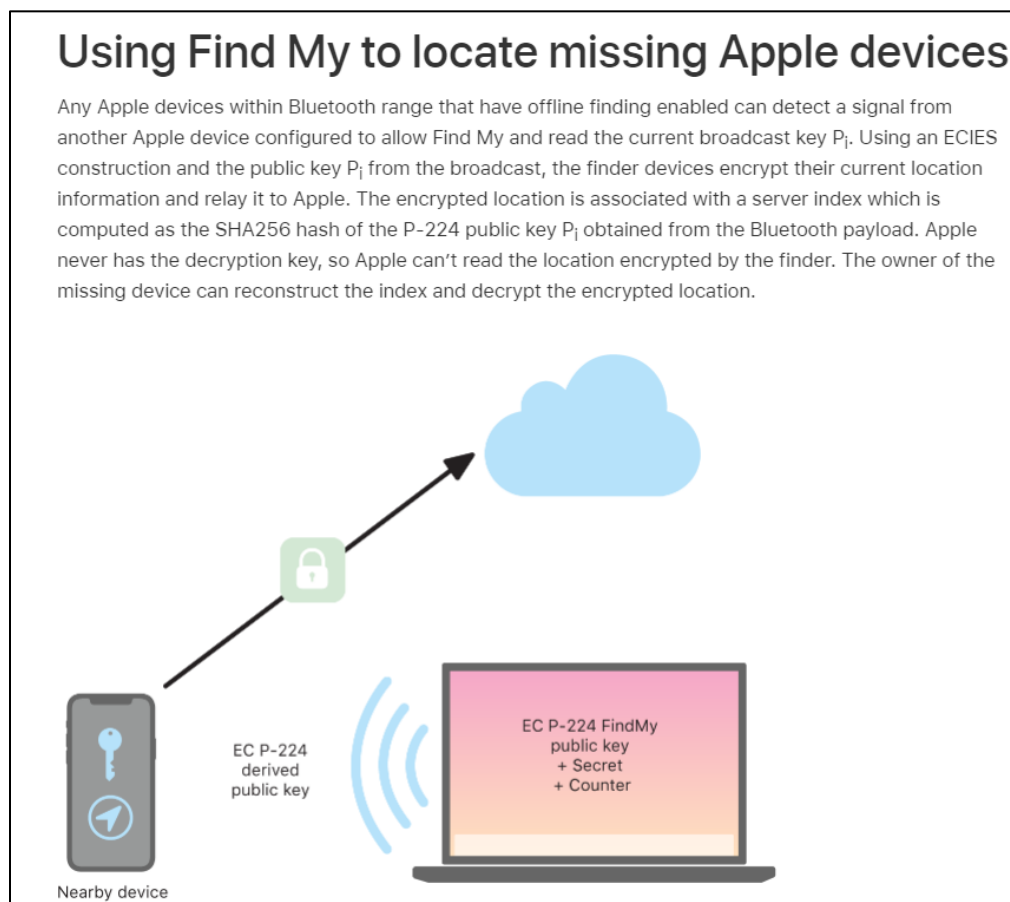 Using Find My to locate missing Apple devices
Any Apple devices within Bluetooth range that have offline finding enabled can detect a signal from
another Apple device configured to allow Find My and read the current broadcast key Pi. Using an ECIES
construction and the public key Pi from the broadcast, the finder devices encrypt their current location
information and relay it to Apple. The encrypted location is associated with a server index which is
computed as the SHA256 hash of the P-224 public key Pi obtained from the Bluetooth payload. Apple
never has the decryption key, so Apple can’t read the location encrypted by the finder. The owner of the
missing device can reconstruct the index and decrypt the encrypted location.
EC P-224
derived
public key
EC P-224 FindMy
public key
+ Secret
+ Counter
Nearby device